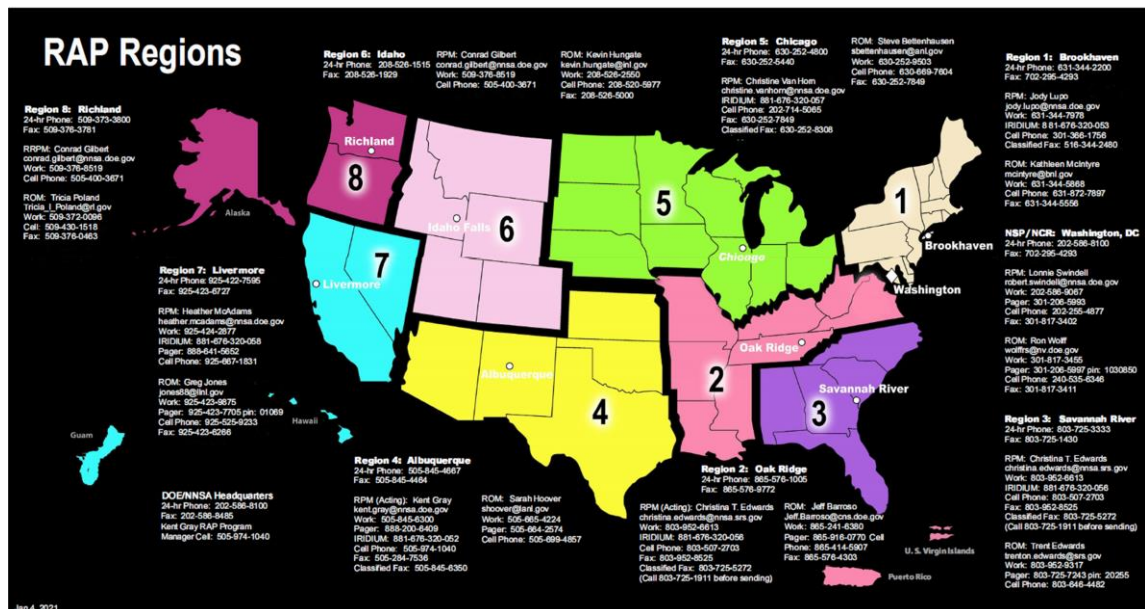 RAP Regions
Region 6: Idaho
24-hr Phone: 208-526-1515
Fax: 208-526-1929
RPM: Conrad Gilbert
conrad.gilbert@nnsa.doe.gov
Work: 509-376-8519
Cell Phone: 505-400-3671
ROM: Kevin Hungate
kevin.hungate@inl.gov
Work: 208-526-2550
Cell Phone: 208-520-5977
Fax: 208-526-5000
Region 5: Chicago
24-hr Phone: 630-252-4800
Fax: 630-252-5440
RPM: Christine Van Horn
christine.vanhorn@nnsa.doe.gov
IRIDIUM: 881-676-320-057
Cell Phone: 202-714-5065
Fax: 630-252-7849
Classified Fax: 630-252-8308
ROM: Steve Bettenhausen
sbettenhausen@anl.gov
Work: 630-252-9503
Cell Phone: 630-669-7604
Fax: 630-252-7849
Region 1: Brookhaven
24-hr Phone: 631-344-2200
Fax: 702-295-4293
RPM: Jody Lupo
jody.lupo@nnsa.doe.gov
Work: 631-344-7978
IRIDIUM: 8 81-676-320-053
Cell Phone: 301-366-1756
Classified Fax: 516-344-2480
ROM: Kathleen McIntyre
mcintyre@bnl.gov
Work: 631-344-5868
Cell Phone: 631-872-7897
Fax: 631-344-5556
NSP/NCR: Washington, DC
24-hr Phone: 202-586-8100
Fax: 702-295-4293
RPM: Lonnie Swindell
robert.swindell@nnsa.doe.gov
Work: 202-586-9067
Pager: 301-206-5993
Cell Phone: 202-255-4877
Fax: 301-817-3402
ROM: Ron Wolff
wolffrs@nv.doe.gov
Work: 301-817-3455
Pager: 301-206-5997 pin: 1030650
Cell Phone: 240-535-6346
Fax: 301-817-3411
Region 3: Savannah River
24-hr Phone: 803-725-3333
Fax: 803-725-1430
RPM: Christina T. Edwards
christina.edwards@nnsa.srs.gov
Work: 803-952-6613
IRIDIUM: 881-676-320-056
Cell Phone: 803-507-2703
Fax: 803-952-8525
Classified Fax: 803-725-5272
(Call 803-725-1911 before sending)
ROM: Trent Edwards
trenton.edwards@srs.gov
Work: 803-952-9317
Pager: 803-725-7243 pin: 20255
Cell Phone: 803-646-4482
Region 8: Richland
24-hr Phone: 509-373-3800
Fax: 509-376-3781
RRPM: Conrad Gilbert
conrad.gilbert@nnsa.doe.gov
Work: 509-376-8519
Cell Phone: 505-400-3671
ROM: Tricia Poland
Tricia_L_Poland@rl.gov
Work: 509-372-0096
Cell: 509-430-1518
Fax: 509-376-0463
Alaska
Richland
8
Idaho Falls
6
5
Chicago
1
Brookhaven
Washington
7
Livermore
Region 7: Livermore
24-hr Phone: 925-422-7595
Fax: 925-423-6727
RPM: Heather McAdams
heather.mcadams@nnsa.doe.gov
Work: 925-424-2877
IRIDIUM: 881-676-320-058
Pager: 888-641-5652
Cell Phone: 925-667-1831
ROM: Greg Jones
jones88@llnl.gov
Work: 925-423-9875
Pager: 925-423-7705 pin: 01069
Cell Phone: 925-525-9233
Fax: 925-423-6266
Albuquerque
4
Oak Ridge
2
Savannah River
3
Guam
Hawaii
DOE/NNSA Headquarters
24-hr Phone: 202-586-8100
Fax: 202-586-8485
Kent Gray RAP Program
Manager Cell: 505-974-1040
Region 4: Albuquerque
24-hr Phone: 505-845-4667
Fax: 505-845-4464
RPM (Acting): Kent Gray
kent.gray@nnsa.doe.gov
Work: 505-845-6300
Pager: 888-200-6409
IRIDIUM: 881-676-320-052
Cell Phone: 505-974-1040
Fax: 505-284-7536
Classified Fax: 505-845-6350
ROM: Sarah Hoover
shoover@lanl.gov
Work: 505-665-4224
Pager: 505-664-2574
Cell Phone: 505-699-4857
Region 2: Oak Ridge
24-hr Phone: 865-576-1005
Fax: 865-576-9772
RPM (Acting): Christina T. Edwards
christina.edwards@nnsa.srs.gov
Work: 803-952-6613
IRIDIUM: 881-676-320-056
Cell Phone: 803-507-2703
Fax: 803-952-8525
Classified Fax: 803-725-5272
(Call 803-725-1911 before sending)
ROM: Jeff Barroso
Jeff.Barroso@cns.doe.gov
Work: 865-241-6380
Pager: 865-916-0770 Cell
Phone: 865-414-5907
Fax: 865-576-4303
U.S. Virgin Islands
Puerto Rico
Jan 4, 2021